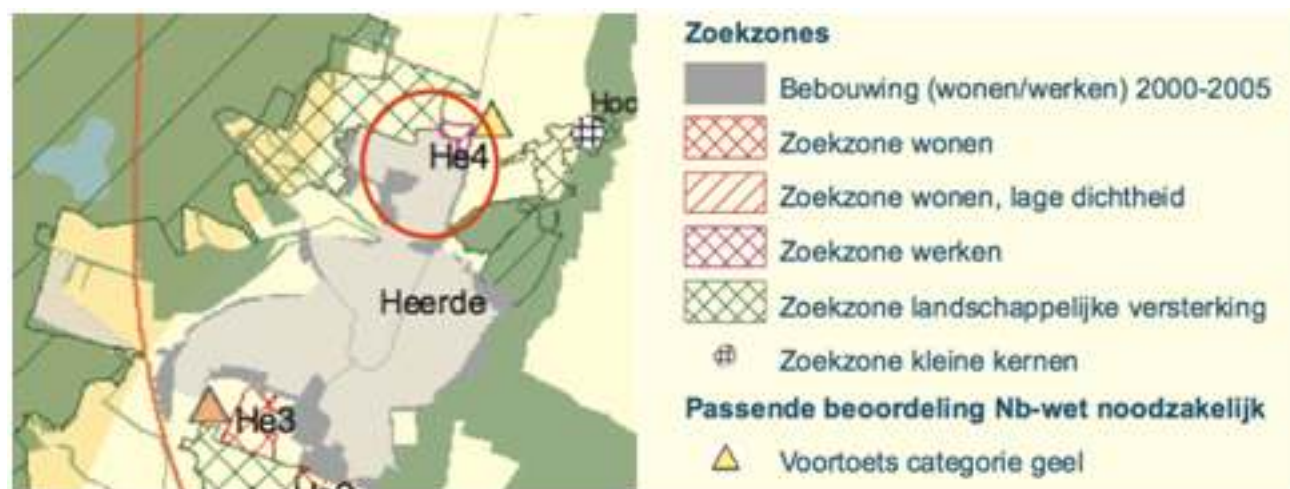 Hoo
He4
Heerde
He3
Zoekzones
Bebouwing (wonen/werken) 2000-2005
Zoekzone wonen
Zoekzone wonen, lage dichtheid
Zoekzone werken
Zoekzone landschappelijke versterking
Zoekzone kleine kernen
Passende beoordeling Nb-wet noodzakelijk
Voortoets categorie geel